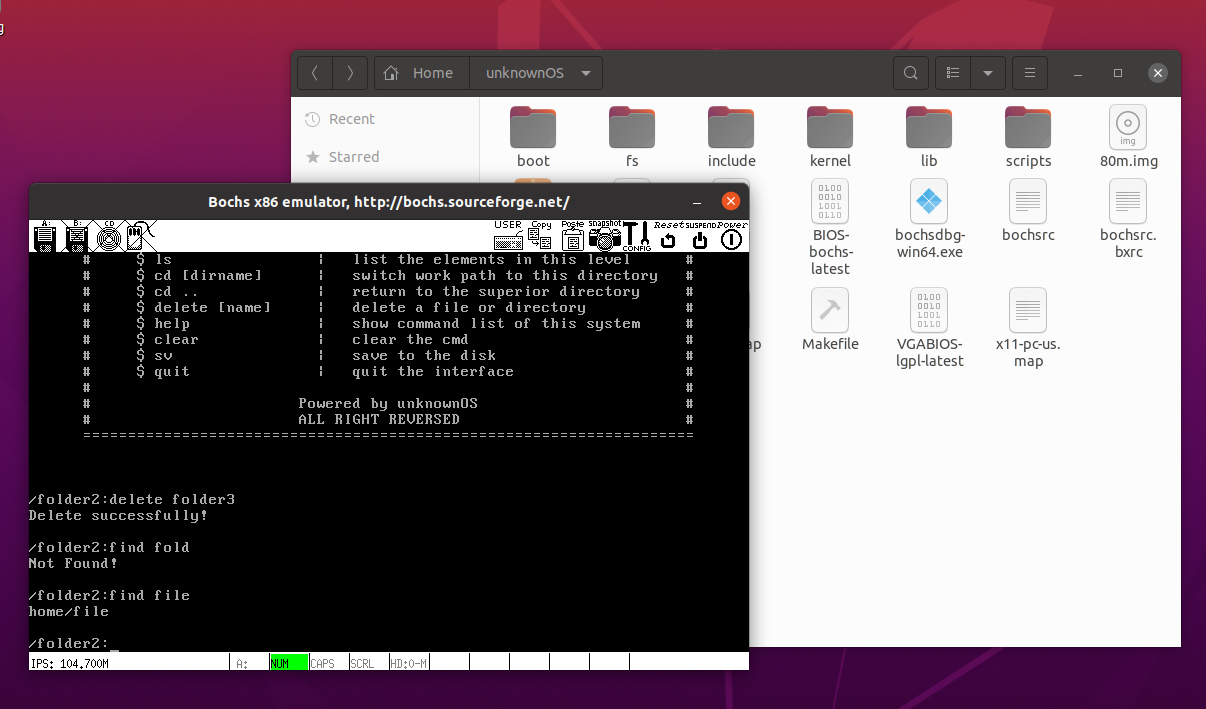 g
Home
unknownOS
Recent
Starred
boot
fs
include
kernel
lib
scripts
img
80m.img
0100
1001
0110
BIOS-
bochs-
latest
bochsdbg-
win64.exe
bochsrc
bochsrc.
bxrc
ap
Makefile
VGABIOS-
lgpl-latest
x11-pc-us.
map
Bochs x86 emulator, http://bochs.sourceforge.net/
A:
B:
CD
USER
Copy
Paste
snapshot
CONFIG
Reset
SUSPEND
Power
# $ ls ¦ list the elements in this level #
# $ cd [dirname] ¦ switch work path to this directory #
# $ cd .. ¦ return to the superior directory #
# $ delete [name] ¦ delete a file or directory #
# $ help ¦ show command list of this system #
# $ clear ¦ clear the cmd #
# $ sv ¦ save to the disk #
# $ quit ¦ quit the interface #
# #
# Powered by unknownOS #
# ALL RIGHT REVERSED #
====================================================================
/folder2:delete folder3
Delete successfully!
/folder2:find fold
Not Found!
/folder2:find file
home/file
/folder2:_
IPS: 104.700M
A:
NUM
CAPS
SCRL
HD:0-M